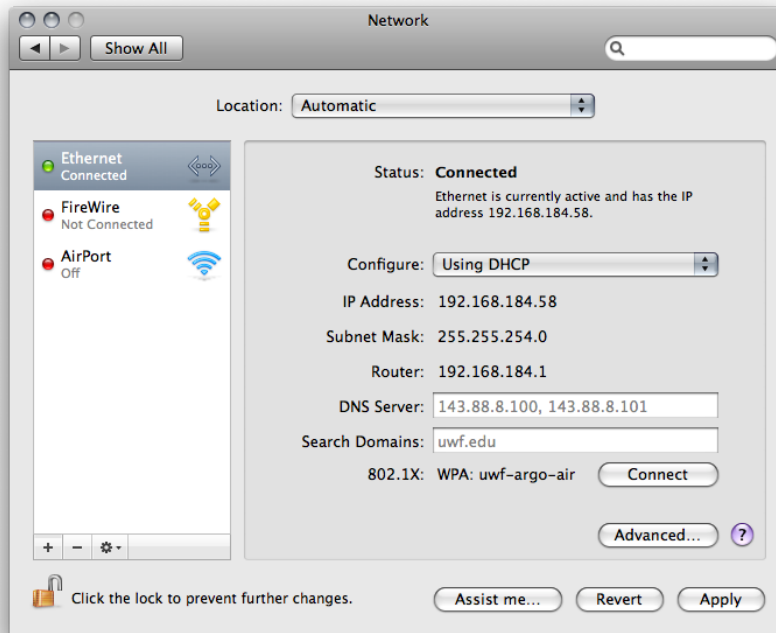 Network
Show All
Location: Automatic
Ethernet
Connected
FireWire
Not Connected
AirPort
Off
Status: Connected
Ethernet is currently active and has the IP
address 192.168.184.58.
Configure: Using DHCP
IP Address: 192.168.184.58
Subnet Mask: 255.255.254.0
Router: 192.168.184.1
DNS Server: 143.88.8.100, 143.88.8.101
Search Domains: uwf.edu
802.1X: WPA: uwf-argo-air Connect
Advanced... ?
+ -
Click the lock to prevent further changes.
Assist me... Revert Apply